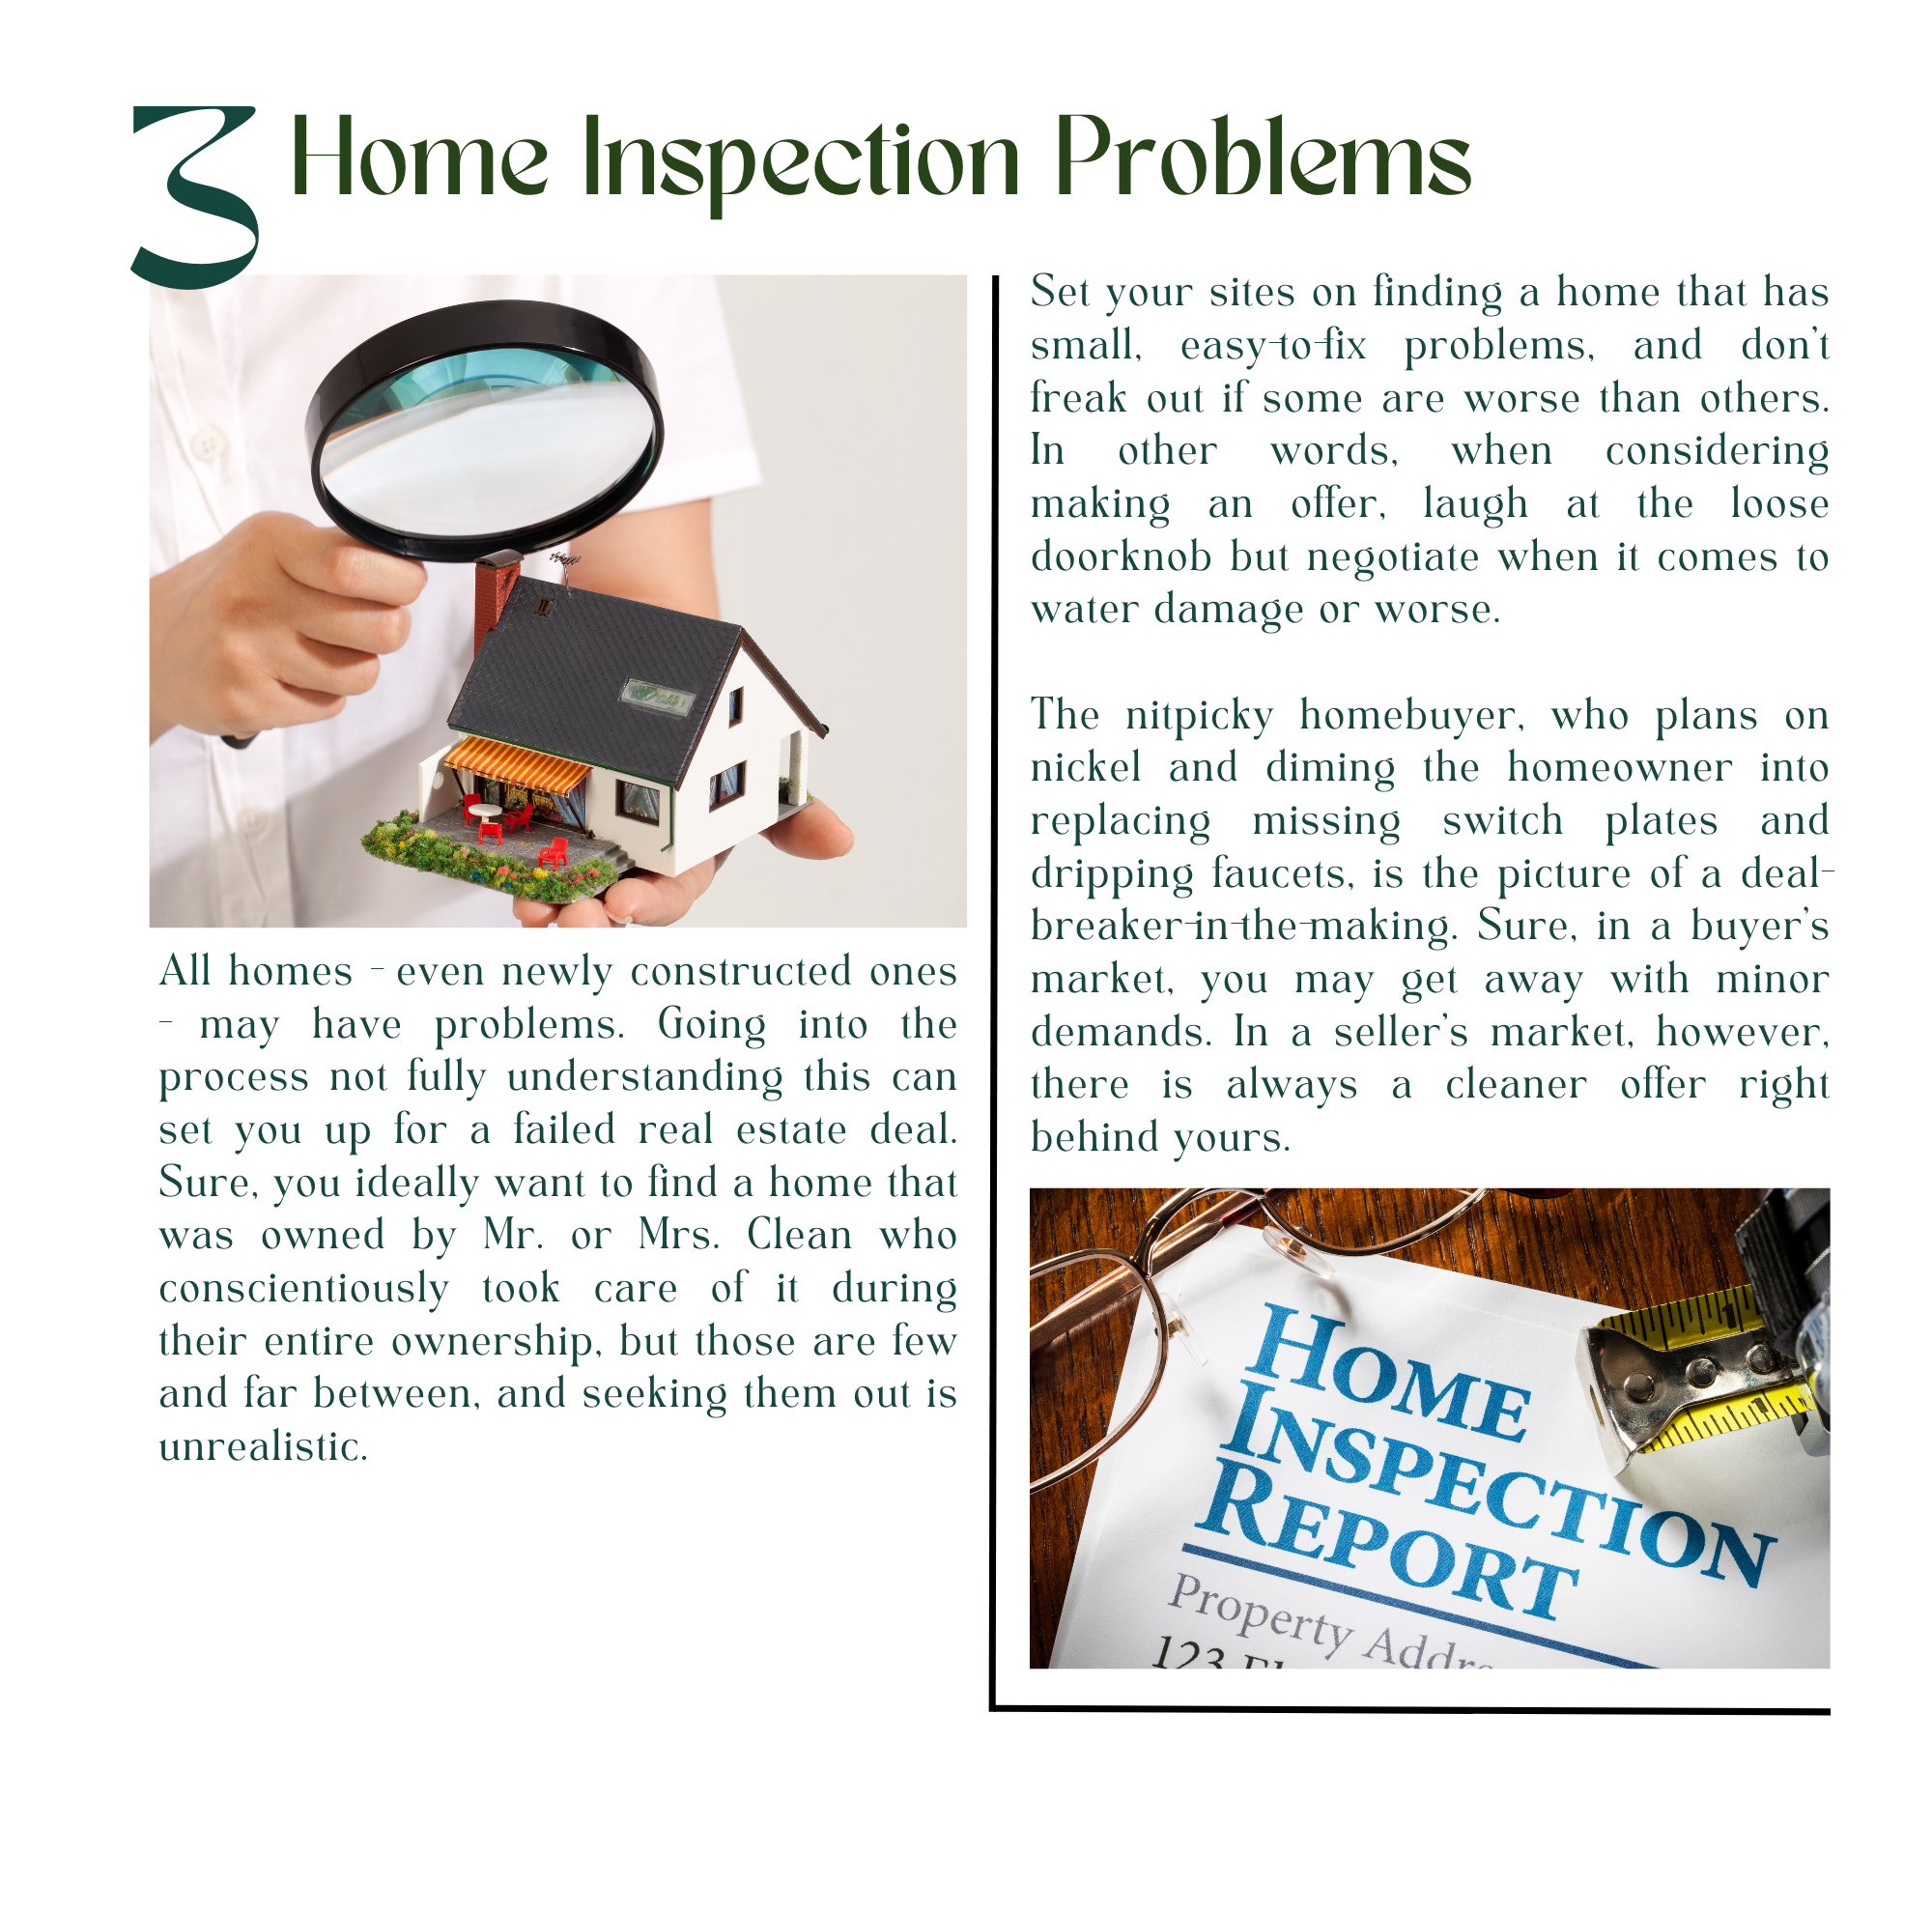 3 Home Inspection Problems
All homes - even newly constructed ones
- may have problems. Going into the
process not fully understanding this can
set you up for a failed real estate deal.
Sure, you ideally want to find a home that
was owned by Mr. or Mrs. Clean who
conscientiously took care of it during
their entire ownership, but those are few
and far between, and seeking them out is
unrealistic.
Set your sites on finding a home that has
small, easy-to-fix problems, and don't
freak out if some are worse than others.
In other words, when considering
making an offer, laugh at the loose
doorknob but negotiate when it comes to
water damage or worse.
The nitpicky homebuyer, who plans on
nickel and diming the homeowner into
replacing missing switch plates and
dripping faucets, is the picture of a deal-
breaker-in-the-making. Sure, in a buyer's
market, you may get away with minor
demands. In a seller's market, however,
there is always a cleaner offer right
behind yours.
HOME
INSPECTION
REPORT
Property
123